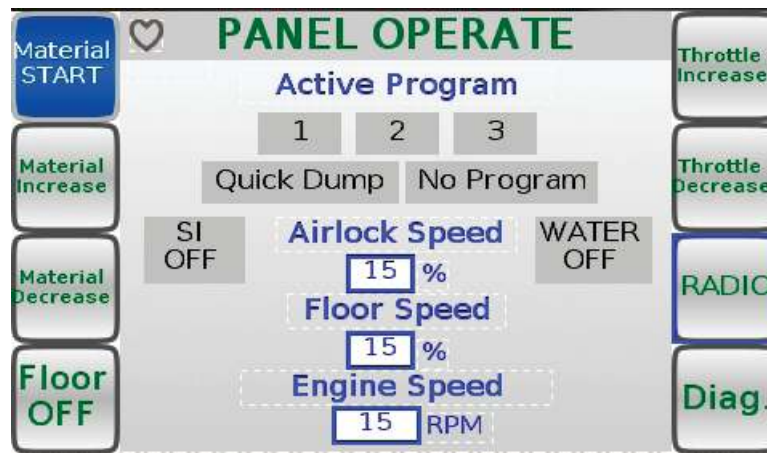 PANEL OPERATE
Material
START
Material
Increase
Material
Decrease
Floor
OFF
Active Program
1 2 3
Quick Dump No Program
SI
OFF
Airlock Speed
15 %
WATER
OFF
Floor Speed
15 %
Engine Speed
15 RPM
Throttle
Increase
Throttle
Decrease
RADIO
Diag.